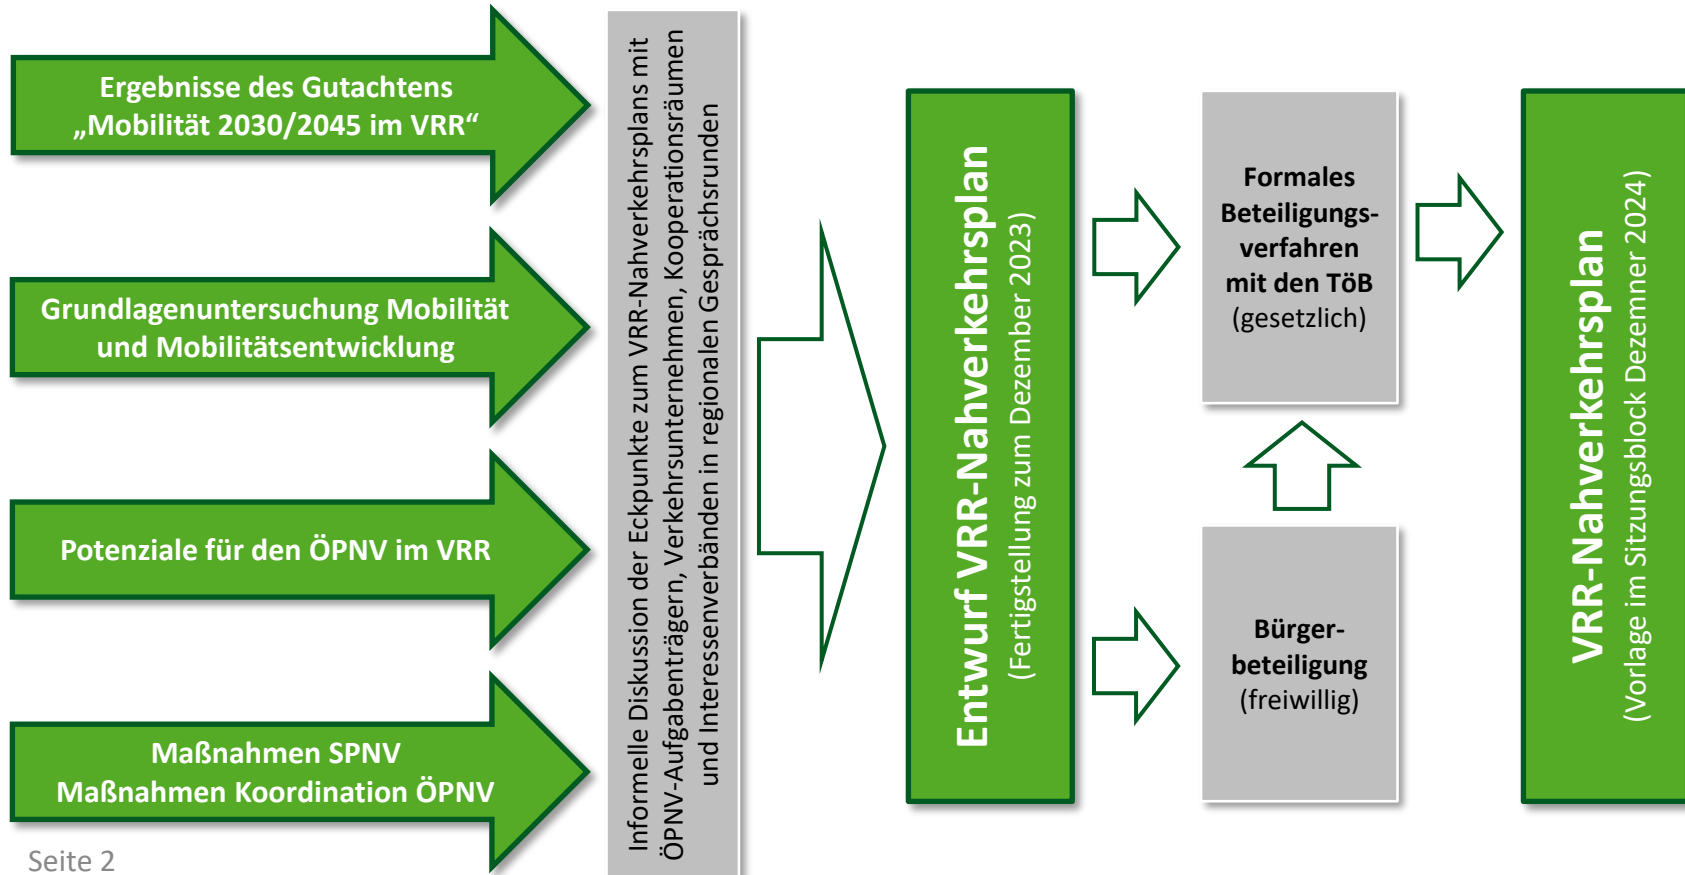 Ergebnisse des Gutachtens
„Mobilität 2030/2045 im VRR“
Grundlagenuntersuchung Mobilität
und Mobilitätsentwicklung
Potenziale für den ÖPNV im VRR
Maßnahmen SPNV
Maßnahmen Koordination ÖPNV
Informelle Diskussion der Eckpunkte zum VRR-Nahverkehrsplans mit
ÖPNV-Aufgabenträgern, Verkehrsunternehmen, Kooperationsräumen
und Interessenverbänden in regionalen Gesprächsrunden
Entwurf VRR-Nahverkehrsplan
(Fertigstellung zum Dezember 2023)
Formales
Beteiligungs-
verfahren
mit den TöB
(gesetzlich)
Bürger-
beteiligung
(freiwillig)
VRR-Nahverkehrsplan
(Vorlage im Sitzungsblock Dezemner 2024)
Seite 2